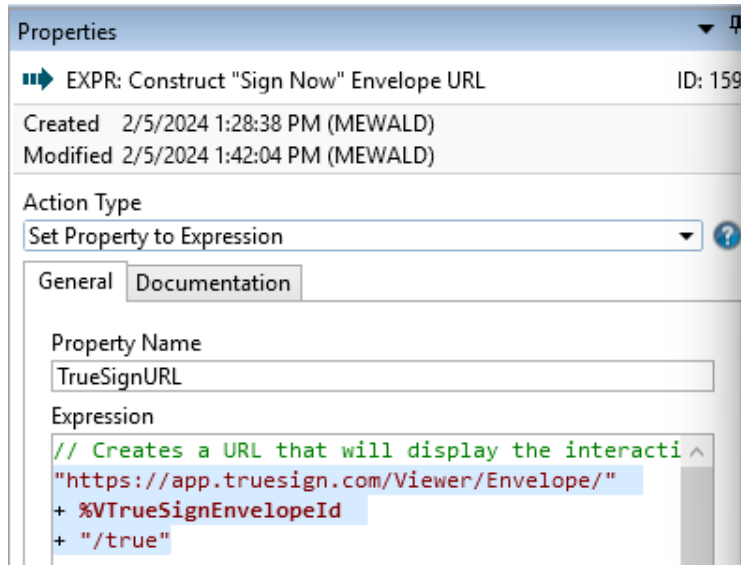 Properties
EXPR: Construct "Sign Now" Envelope URL ID: 159
Created 2/5/2024 1:28:38 PM (MEWALD)
Modified 2/5/2024 1:42:04 PM (MEWALD)
Action Type
Set Property to Expression
General Documentation
Property Name
TrueSignURL
Expression
// Creates a URL that will display the interacti
"https://app.truesign.com/Viewer/Envelope/"
+ %VTrueSignEnvelopeId
+ "/true"